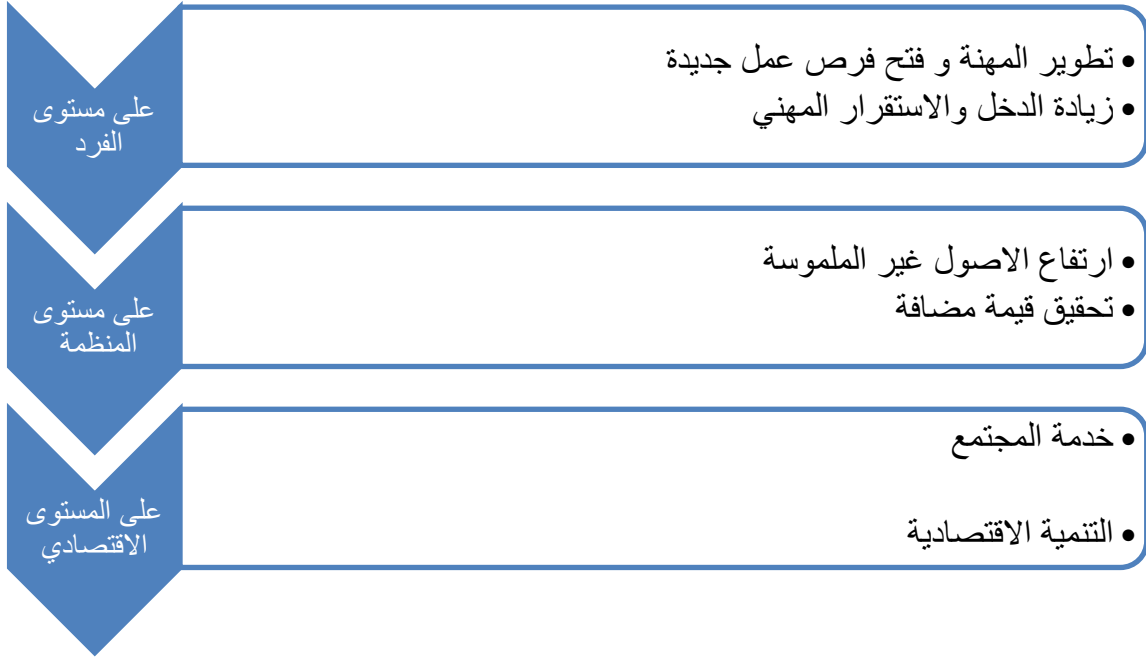 على مستوى
الفرد
• تطوير المهنة و فتح فرص عمل جديدة
• زيادة الدخل والاستقرار المهني
على مستوى
المنظمة
• ارتفاع الاصول غير الملموسة
• تحقيق قيمة مضافة
على المستوى
الاقتصادي
• خدمة المجتمع
• التنمية الاقتصادية